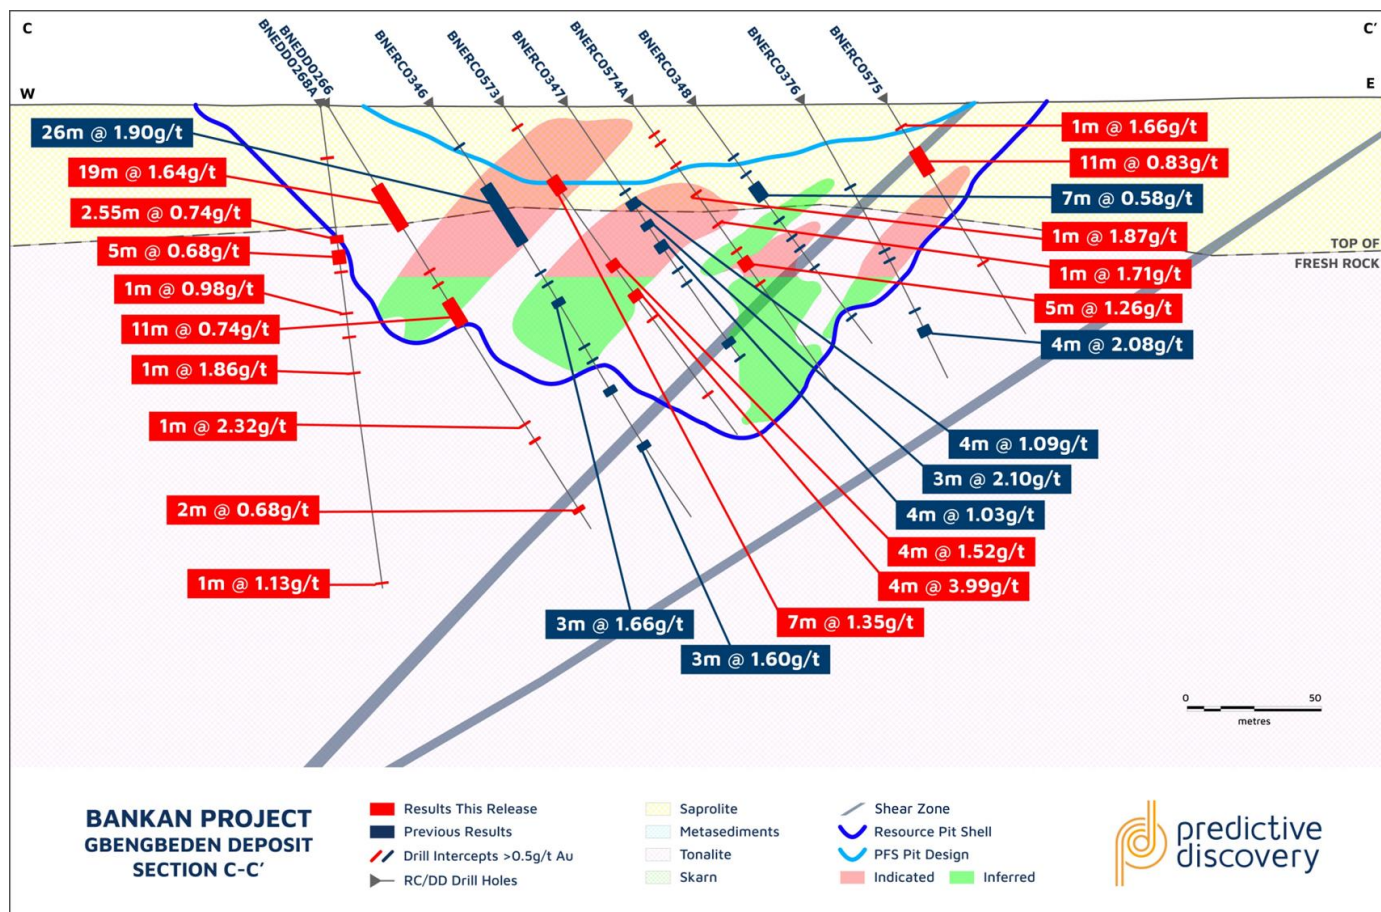 C
C'
BNEDD0268A
BNEDD0266
BNERC0346
BNERC0573
BNERC0347
BNERC0574A
BNERC0348
BNERC0376
BNERC0575
W
E
26m @ 1.90g/t
19m @ 1.64g/t
2.55m @ 0.74g/t
5m @ 0.68g/t
1m @ 0.98g/t
11m @ 0.74g/t
1m @ 1.86g/t
1m @ 2.32g/t
2m @ 0.68g/t
1m @ 1.13g/t
1m @ 1.66g/t
11m @ 0.83g/t
7m @ 0.58g/t
1m @ 1.87g/t
1m @ 1.71g/t
5m @ 1.26g/t
4m @ 2.08g/t
TOP OF
FRESH ROCK
4m @ 1.09g/t
3m @ 2.10g/t
4m @ 1.03g/t
4m @ 1.52g/t
4m @ 3.99g/t
7m @ 1.35g/t
3m @ 1.66g/t
3m @ 1.60g/t
0 50
metres
BANKAN PROJECT
GBENGBEDEN DEPOSIT
SECTION C-C'
Results This Release
Previous Results
Drill Intercepts >0.5g/t Au
RC/DD Drill Holes
Saprolite
Metasediments
Tonalite
Skarn
Shear Zone
Resource Pit Shell
PFS Pit Design
Indicated Inferred
predictive
discovery